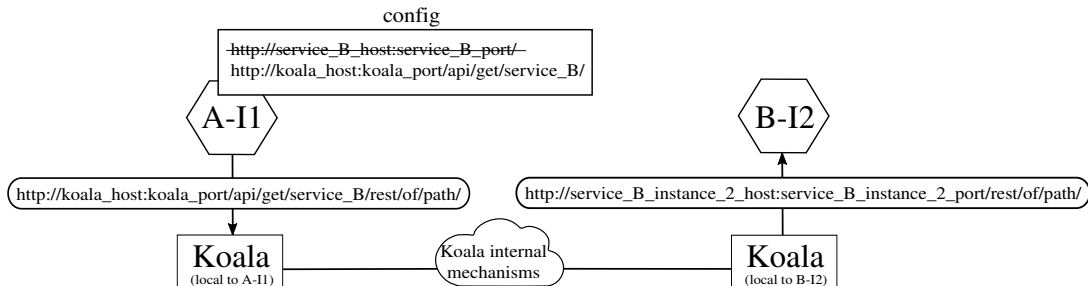 config
http://service_B_host:service_B_port/
http://koala_host:koala_port/api/get/service_B/
A-I1
B-I2
http://koala_host:koala_port/api/get/service_B/rest/of/path/
http://service_B_instance_2_host:service_B_instance_2_port/rest/of/path/
Koala
(local to A-I1)
Koala internal
mechanisms
Koala
(local to B-I2)